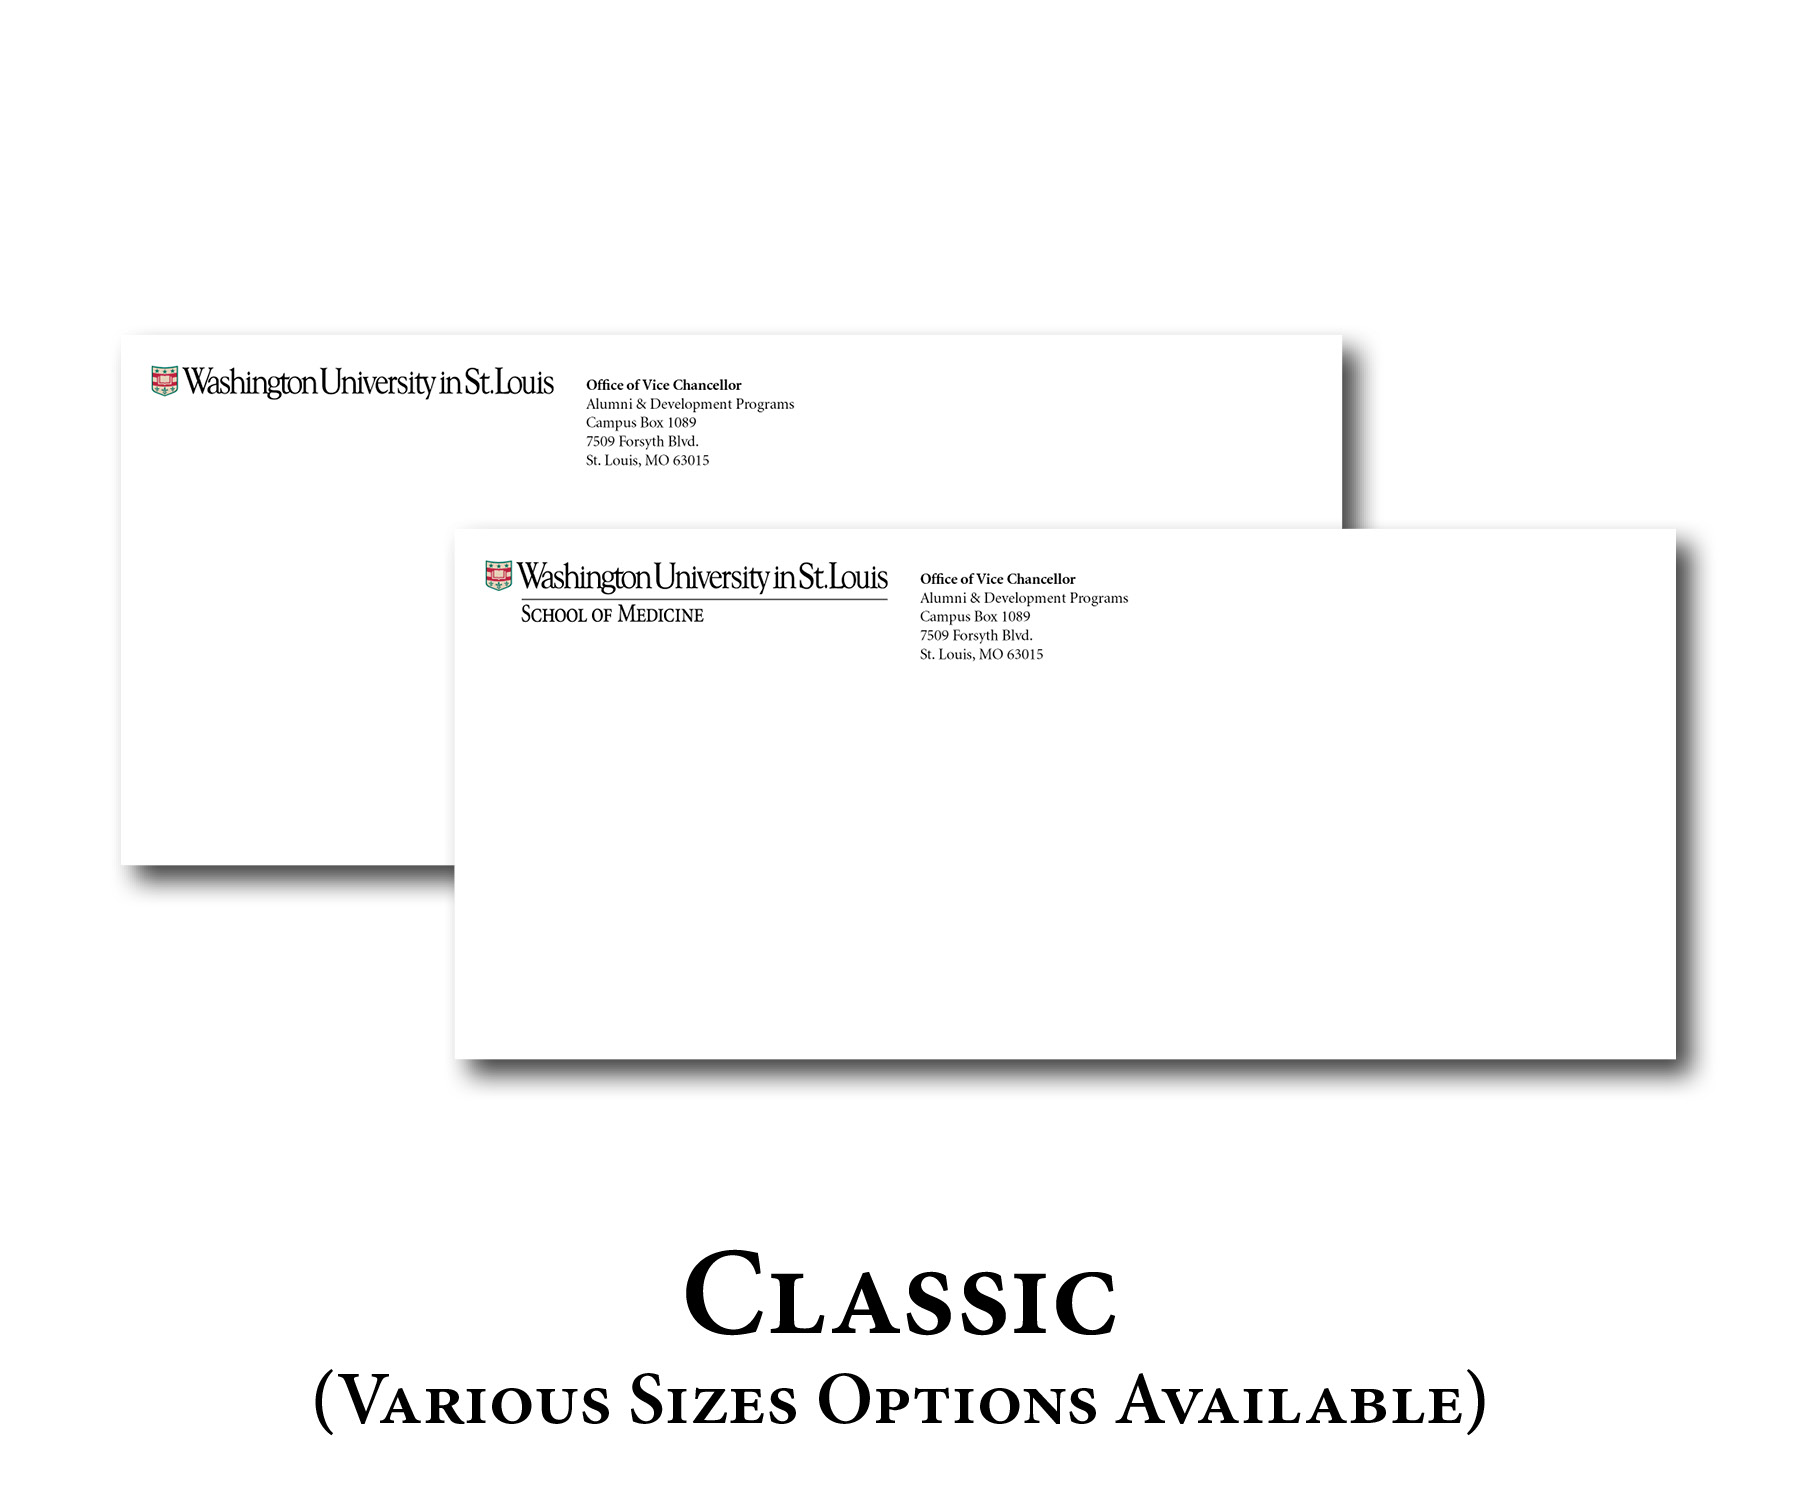 Washington University in St. Louis
Office of Vice Chancellor
Alumni & Development Programs
Campus Box 1089
7509 Forsyth Blvd.
St. Louis, MO 63015
Washington University in St. Louis
School of Medicine
Office of Vice Chancellor
Alumni & Development Programs
Campus Box 1089
7509 Forsyth Blvd.
St. Louis, MO 63015
Classic
(Various Sizes Options Available)